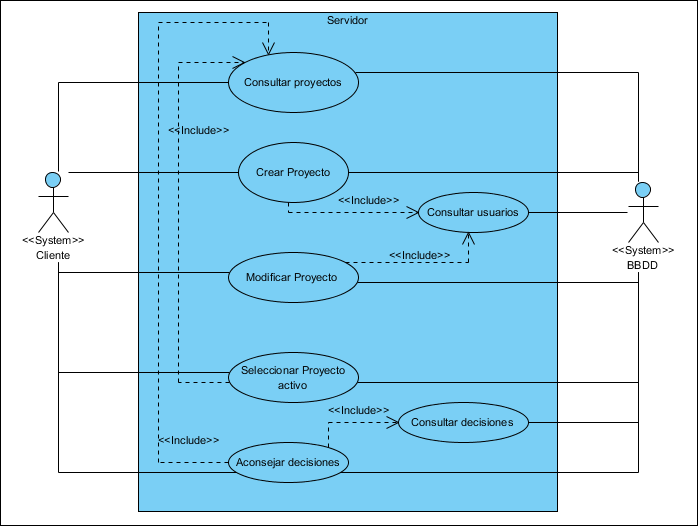 Servidor
Consultar proyectos
<<Include>>
Crear Proyecto
<<Include>>
Consultar usuarios
<<System>>
Cliente
<<System>>
BBDD
<<Include>>
Modificar Proyecto
Seleccionar Proyecto
activo
<<Include>>
Consultar decisiones
<<Include>>
Aconsejar decisiones